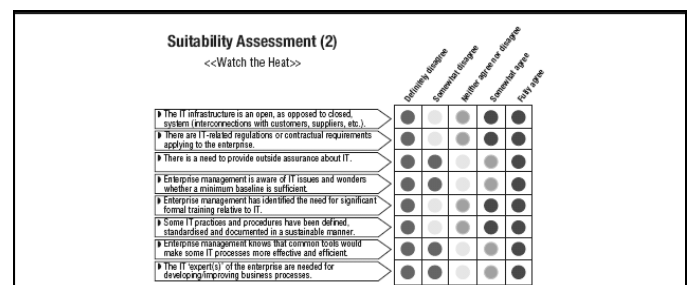 Suitability Assessment (2)
<<Watch the Heat>>
Definitely disagree
Somewhat disagree
Neither agree nor disagree
Somewhat agree
Fully agree
The IT infrastructure is an open, as opposed to closed,
system (interconnections with customers, suppliers, etc.).
There are IT-related regulations or contractual requirements
applying to the enterprise.
There is a need to provide outside assurance about IT.
Enterprise management is aware of IT issues and wonders
whether a minimum baseline is sufficient.
Enterprise management has identified the need for significant
formal training relative to IT.
Some IT practices and procedures have been defined,
standardised and documented in a sustainable manner.
Enterprise management knows that common tools would
make some IT processes more effective and efficient.
The IT 'expert(s)' of the enterprise are needed for
developing/improving business processes.